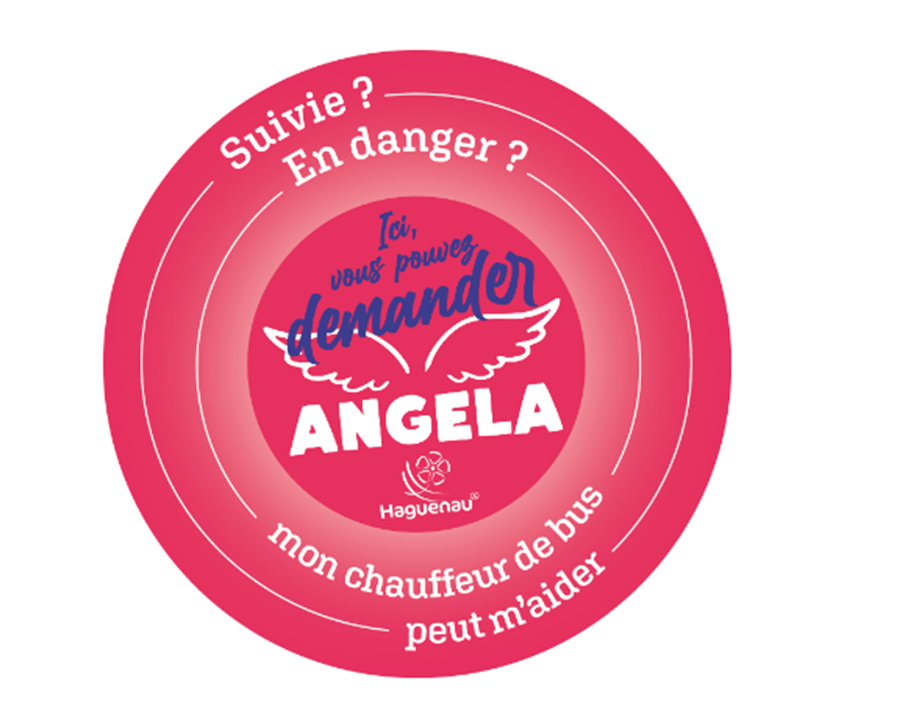 Suivie ?
En danger ?
Ici,
vous pouvez
demander
ANGELA
Haguenau®
mon chauffeur de bus
peut m'aider